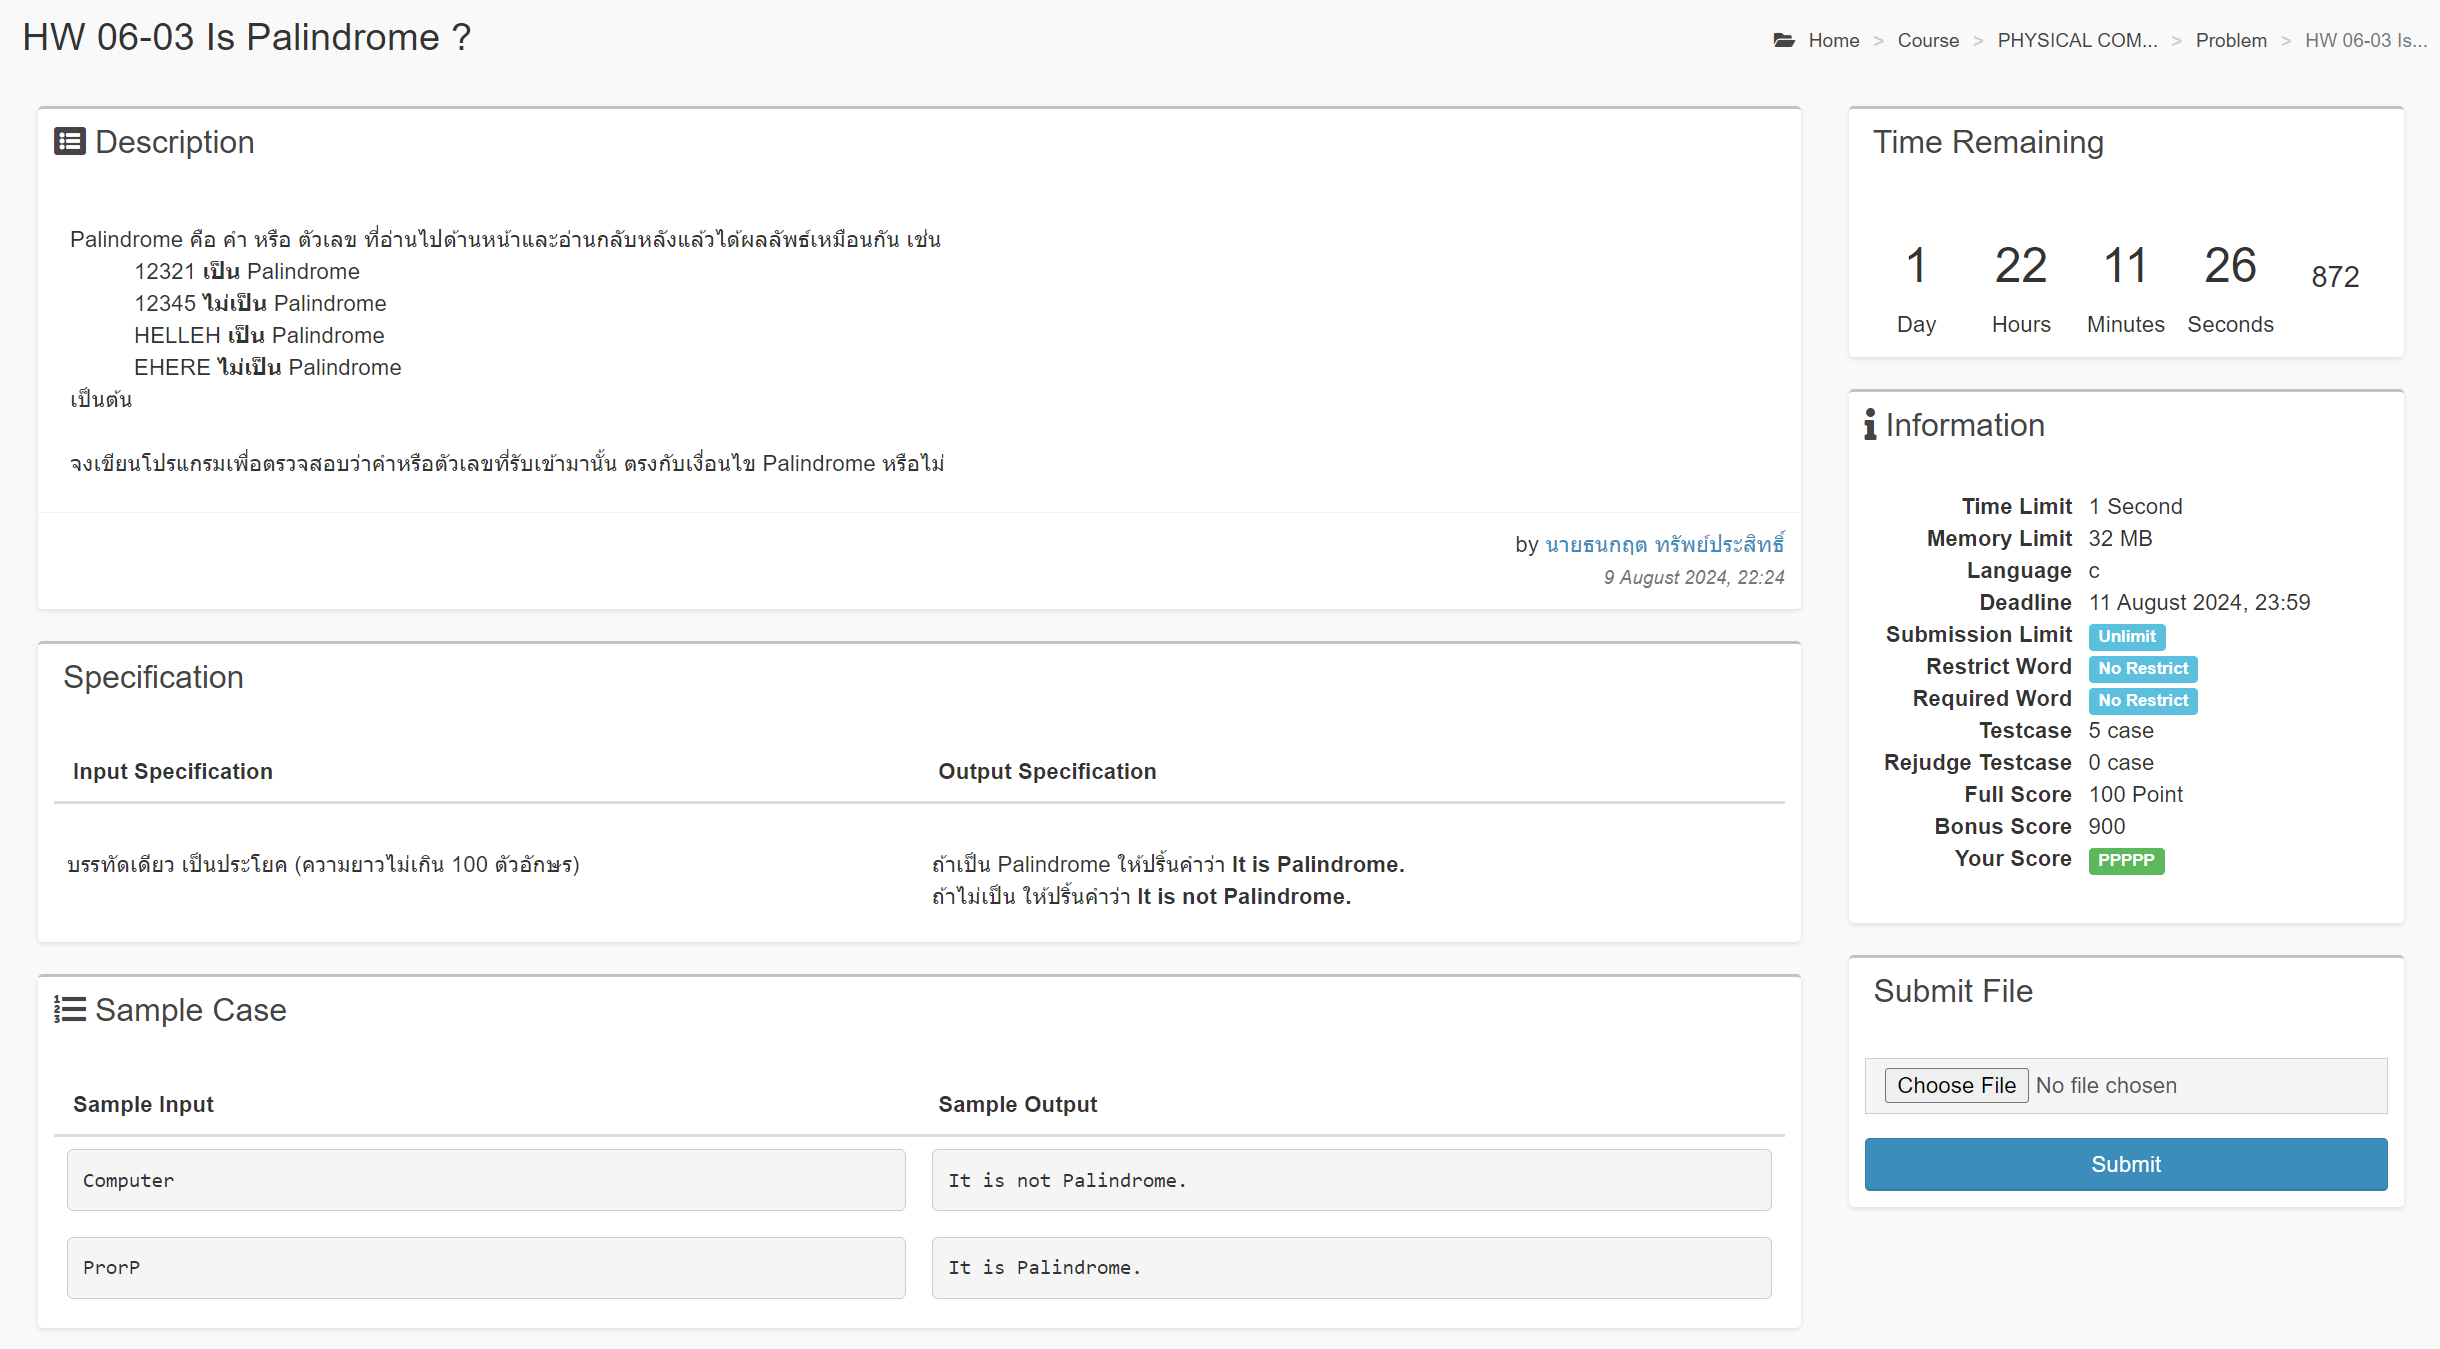 HW 06-03 Is Palindrome ?
Home > Course > PHYSICAL COM... > Problem > HW 06-03 Is...
Description
Palindrome คือ คำ หรือ ตัวเลข ที่อ่านไปด้านหน้าและอ่านกลับหลังแล้วได้ผลลัพธ์เหมือนกัน เช่น
12321 เป็น Palindrome
12345 ไม่เป็น Palindrome
HELLEH เป็น Palindrome
EHERE ไม่เป็น Palindrome
เป็นต้น
จงเขียนโปรแกรมเพื่อตรวจสอบว่าคำหรือตัวเลขที่รับเข้ามานั้น ตรงกับเงื่อนไข Palindrome หรือไม่
by นายธนกฤต ทรัพย์ประสิทธิ์
9 August 2024, 22:24
Specification
Input Specification
Output Specification
บรรทัดเดียว เป็นประโยค (ความยาวไม่เกิน 100 ตัวอักษร)
ถ้าเป็น Palindrome ให้ปริ้นคำว่า It is Palindrome.
ถ้าไม่เป็น ให้ปริ้นคำว่า It is not Palindrome.
Sample Case
Sample Input
Sample Output
Computer
It is not Palindrome.
ProrP
It is Palindrome.
Time Remaining
1 22 11 26 872
Day Hours Minutes Seconds
Information
Time Limit 1 Second
Memory Limit 32 MB
Language c
Deadline 11 August 2024, 23:59
Submission Limit Unlimit
Restrict Word No Restrict
Required Word No Restrict
Testcase 5 case
Rejudge Testcase 0 case
Full Score 100 Point
Bonus Score 900
Your Score PPPPP
Submit File
Choose File No file chosen
Submit